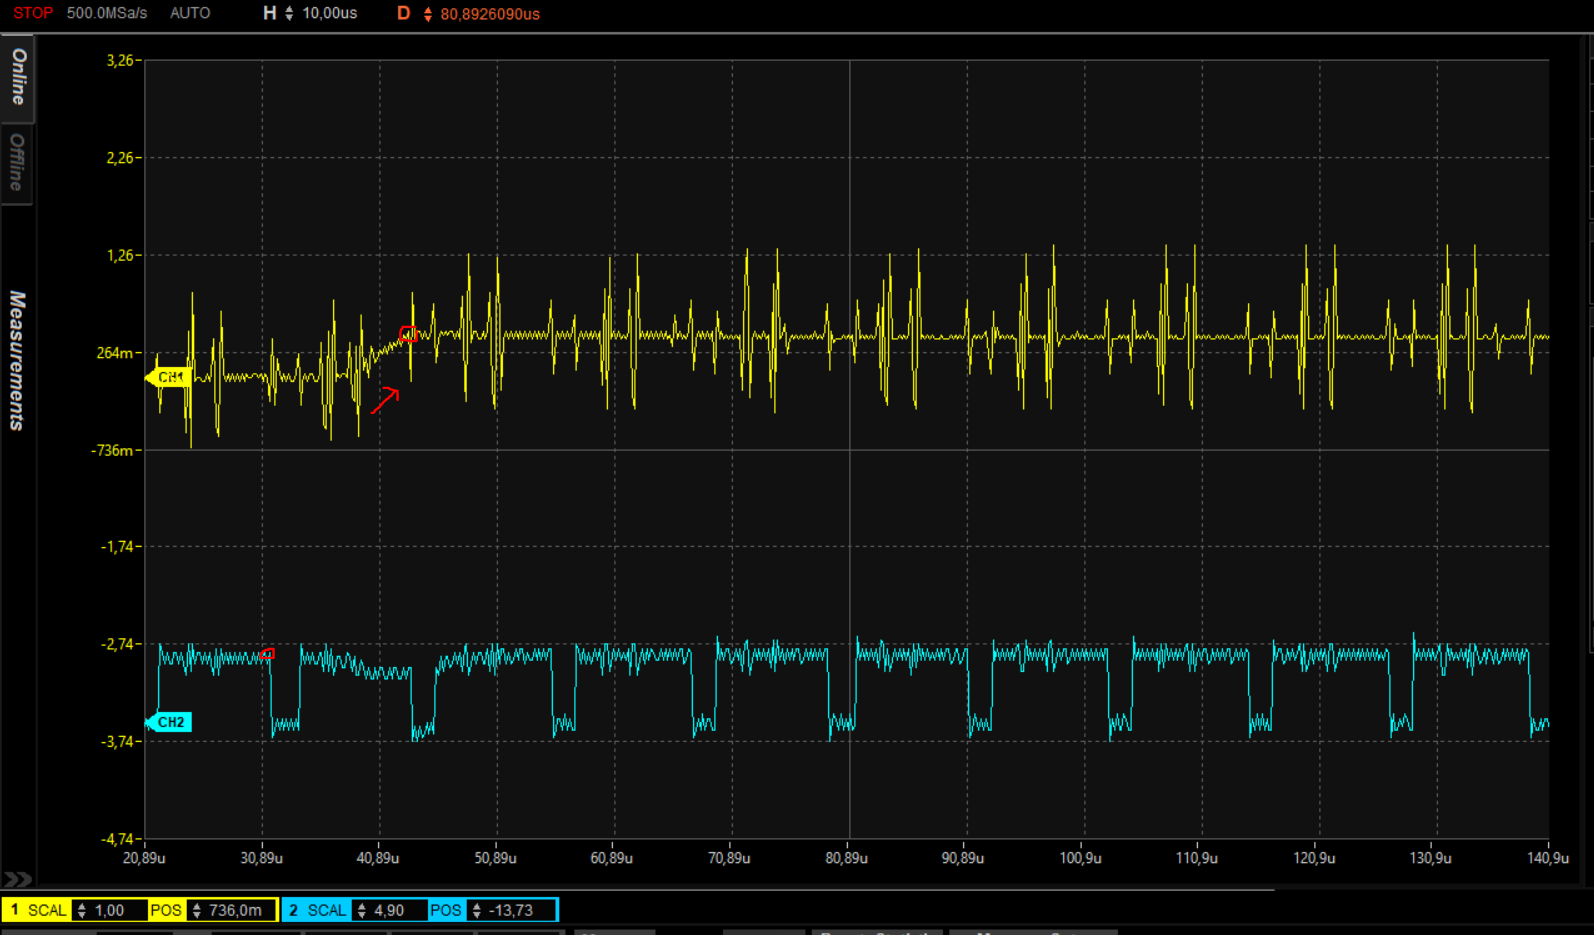 STOP 500.0MSa/s AUTO H 10,00us D 80,8926090us
Online
Offline
Measurements
3,26
2,26
1,26
264m
CH1
-736m
-1,74
-2,74
CH2
-3,74
-4,74
20,89u 30,89u 40,89u 50,89u 60,89u 70,89u 80,89u 90,89u 100,9u 110,9u 120,9u 130,9u 140,9u
1 SCAL 1,00 POS 736,0m 2 SCAL 4,90 POS -13,73